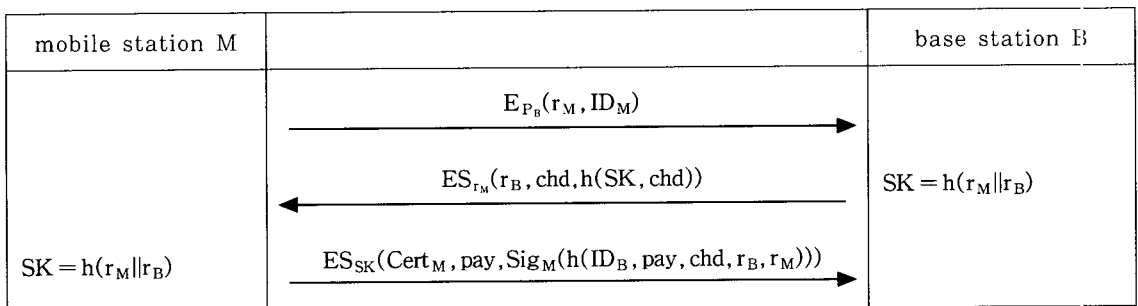 mobile station M
base station B
E_{P_B}(r_M, ID_M)
ES_{r_M}(r_B, chd, h(SK, chd))
SK = h(r_M||r_B)
SK = h(r_M||r_B)
ES_{SK}(Cert_M, pay, Sig_M(h(ID_B, pay, chd, r_B, r_M)))